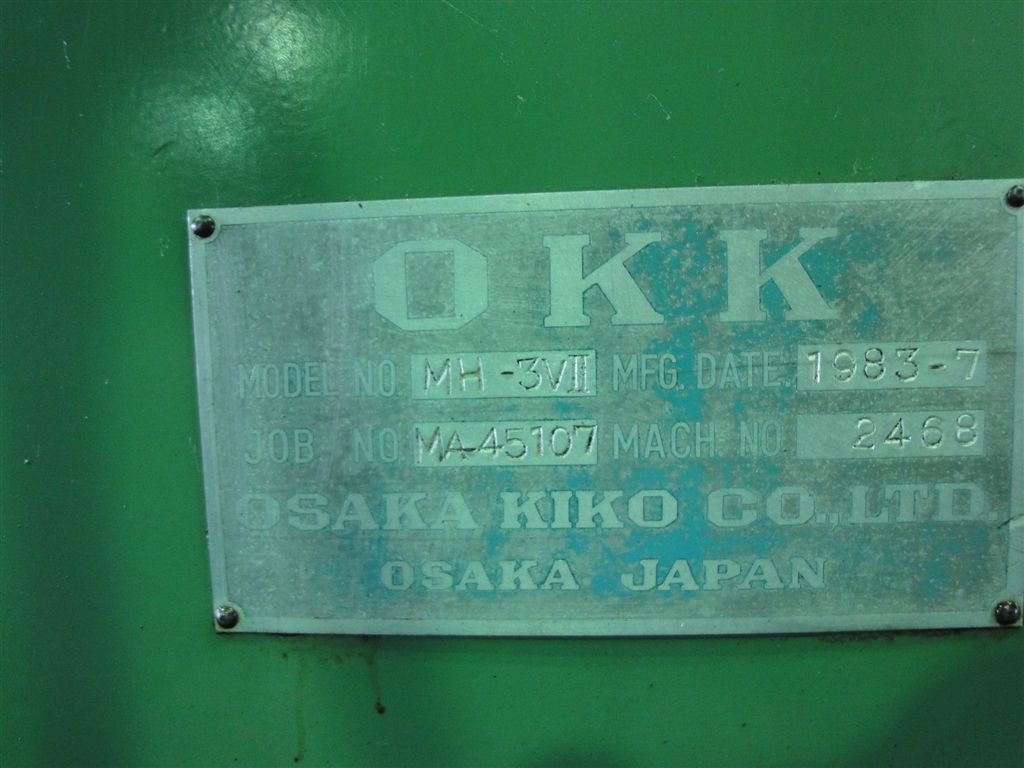 OKK
MODEL NO. MH-3VII MFG. DATE. 1983-7
JOB NO. MA-45107 MACH. NO. 2468
OSAKA KIKO CO., LTD.
OSAKA JAPAN